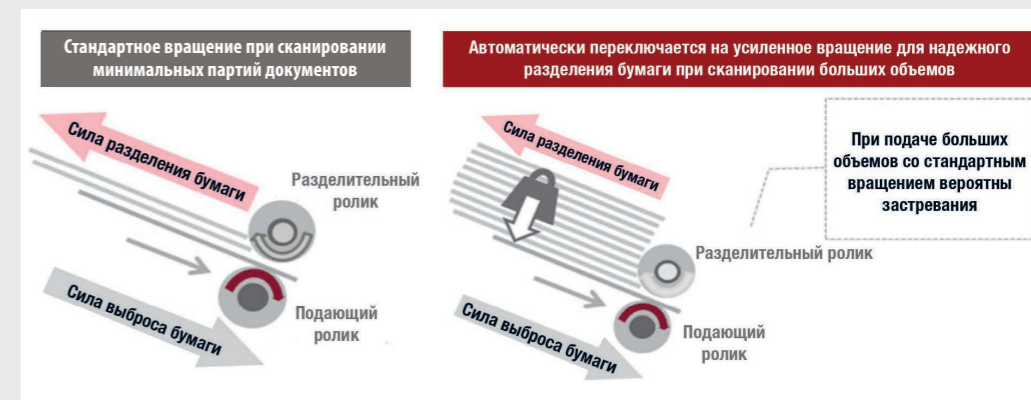 Стандартное вращение при сканировании
минимальных партий документов
Сила разделения бумаги
Разделительный
ролик
Подающий
ролик
Сила выброса бумаги
Автоматически переключается на усиленное вращение для надежного
разделения бумаги при сканировании больших объемов
Сила разделения бумаги
При подаче больших
объемов со стандартным
вращением вероятны
застревания
Разделительный ролик
Подающий
ролик
Сила выброса бумаги